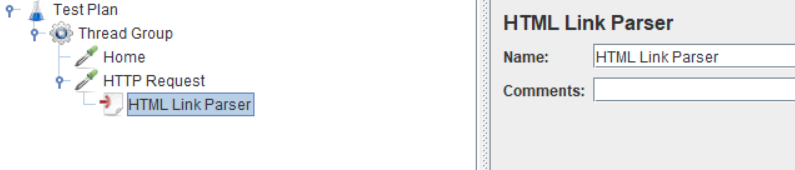 Test Plan
Thread Group
Home
HTTP Request
HTML Link Parser
HTML Link Parser
Name: HTML Link Parser
Comments: